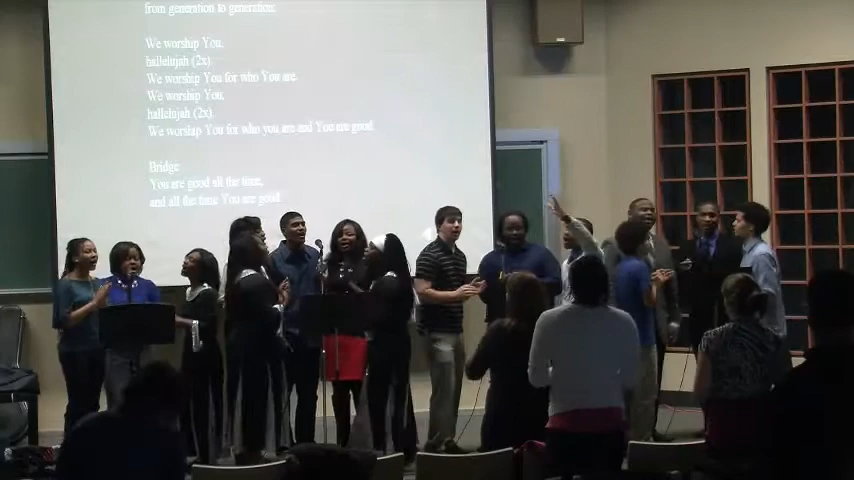 from generation to generation;
We worship You,
hallelujah (2x)
We worship You for who You are.
We worship You,
hallelujah (2x).
We worship You for who you are and You are good.
Bridge
You are good all the time,
and all the time You are good